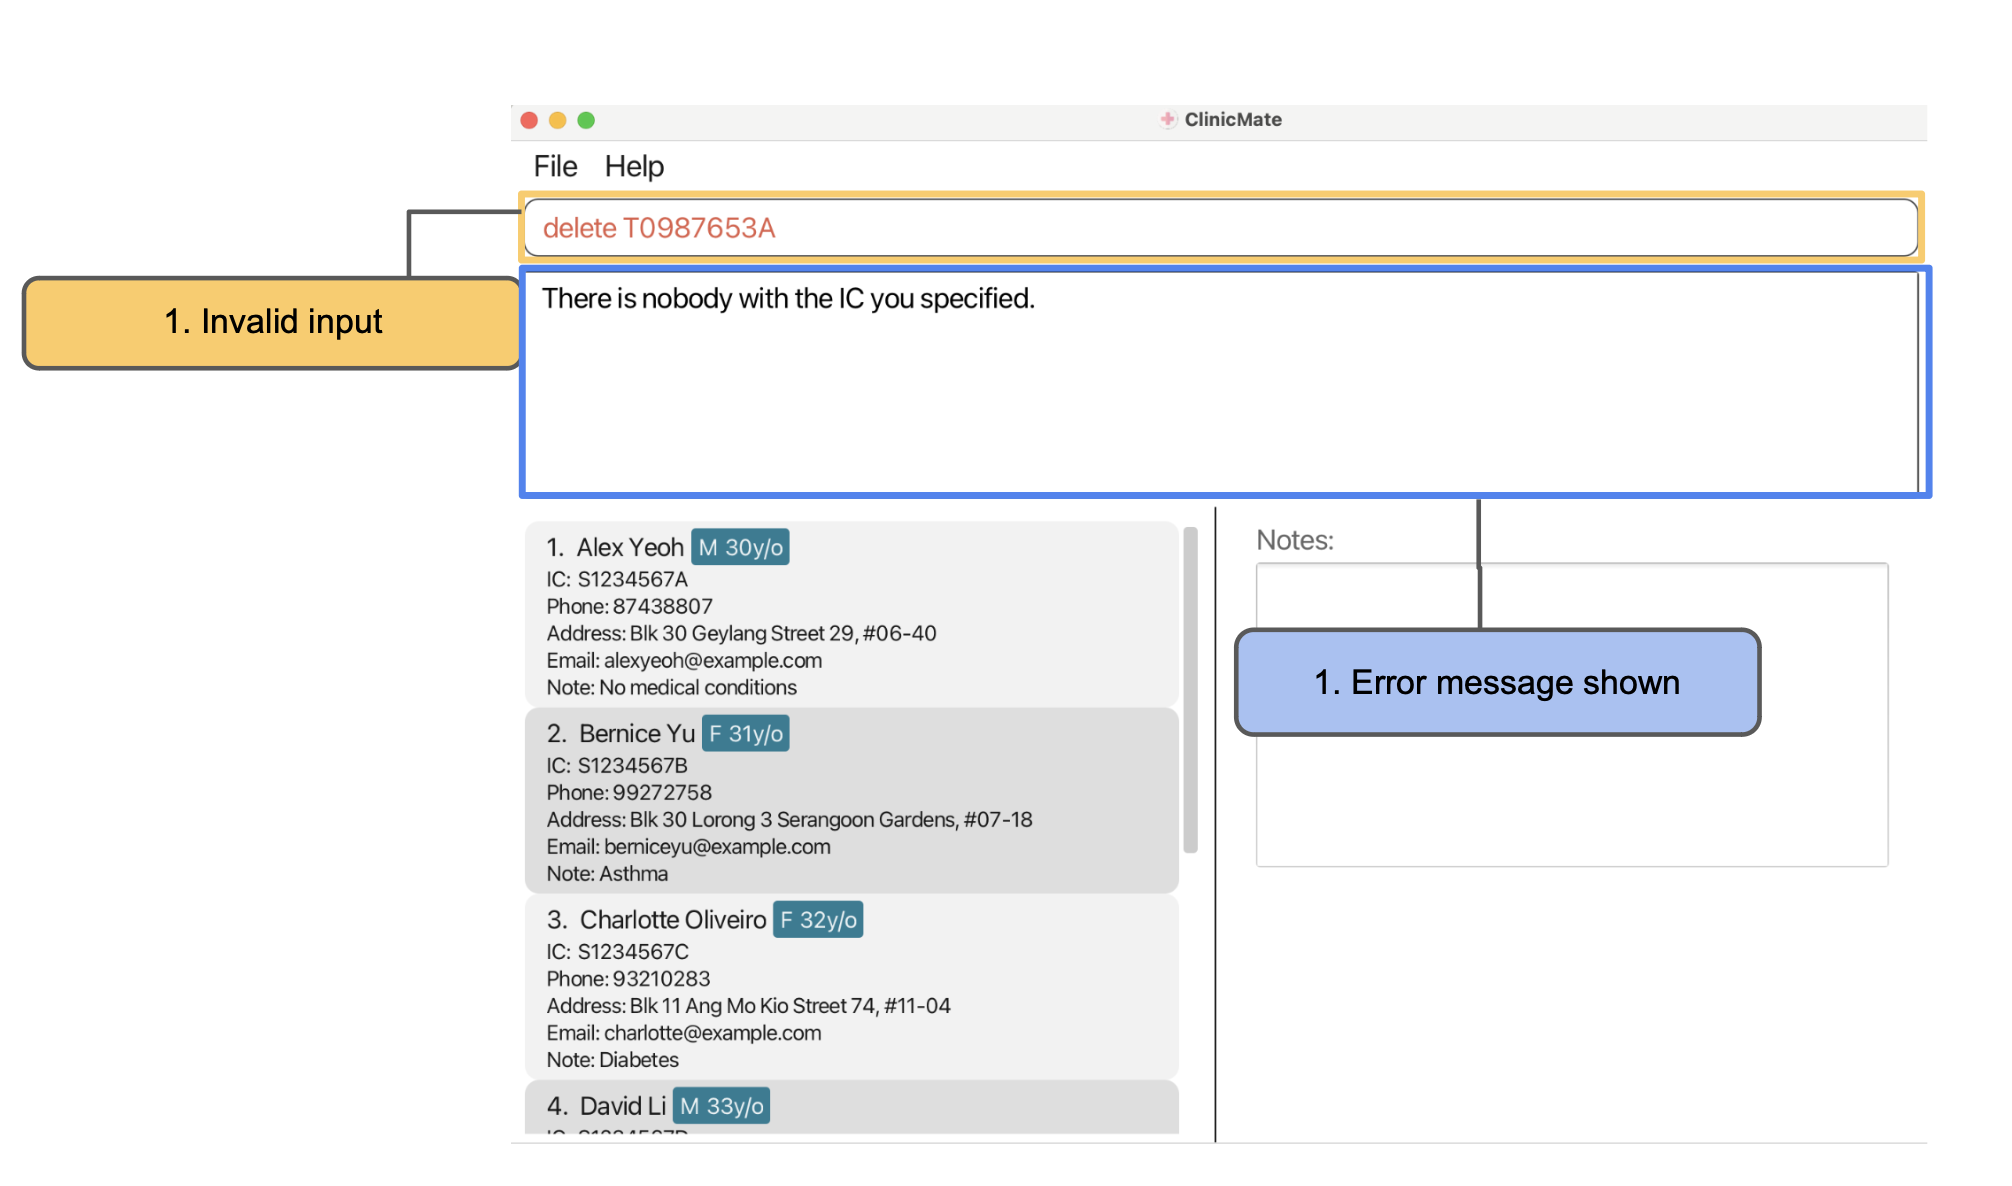 ClinicMate
File Help
delete T0987653A
1. Invalid input
There is nobody with the IC you specified.
1. Alex Yeoh M 30y/o
IC: S1234567A
Phone: 87438807
Address: Blk 30 Geylang Street 29, #06-40
Email: alexyeoh@example.com
Note: No medical conditions
2. Bernice Yu F 31y/o
IC: S1234567B
Phone: 99272758
Address: Blk 30 Lorong 3 Serangoon Gardens, #07-18
Email: berniceyu@example.com
Note: Asthma
3. Charlotte Oliveiro F 32y/o
IC: S1234567C
Phone: 93210283
Address: Blk 11 Ang Mo Kio Street 74, #11-04
Email: charlotte@example.com
Note: Diabetes
4. David Li M 33y/o
Notes:
1. Error message shown